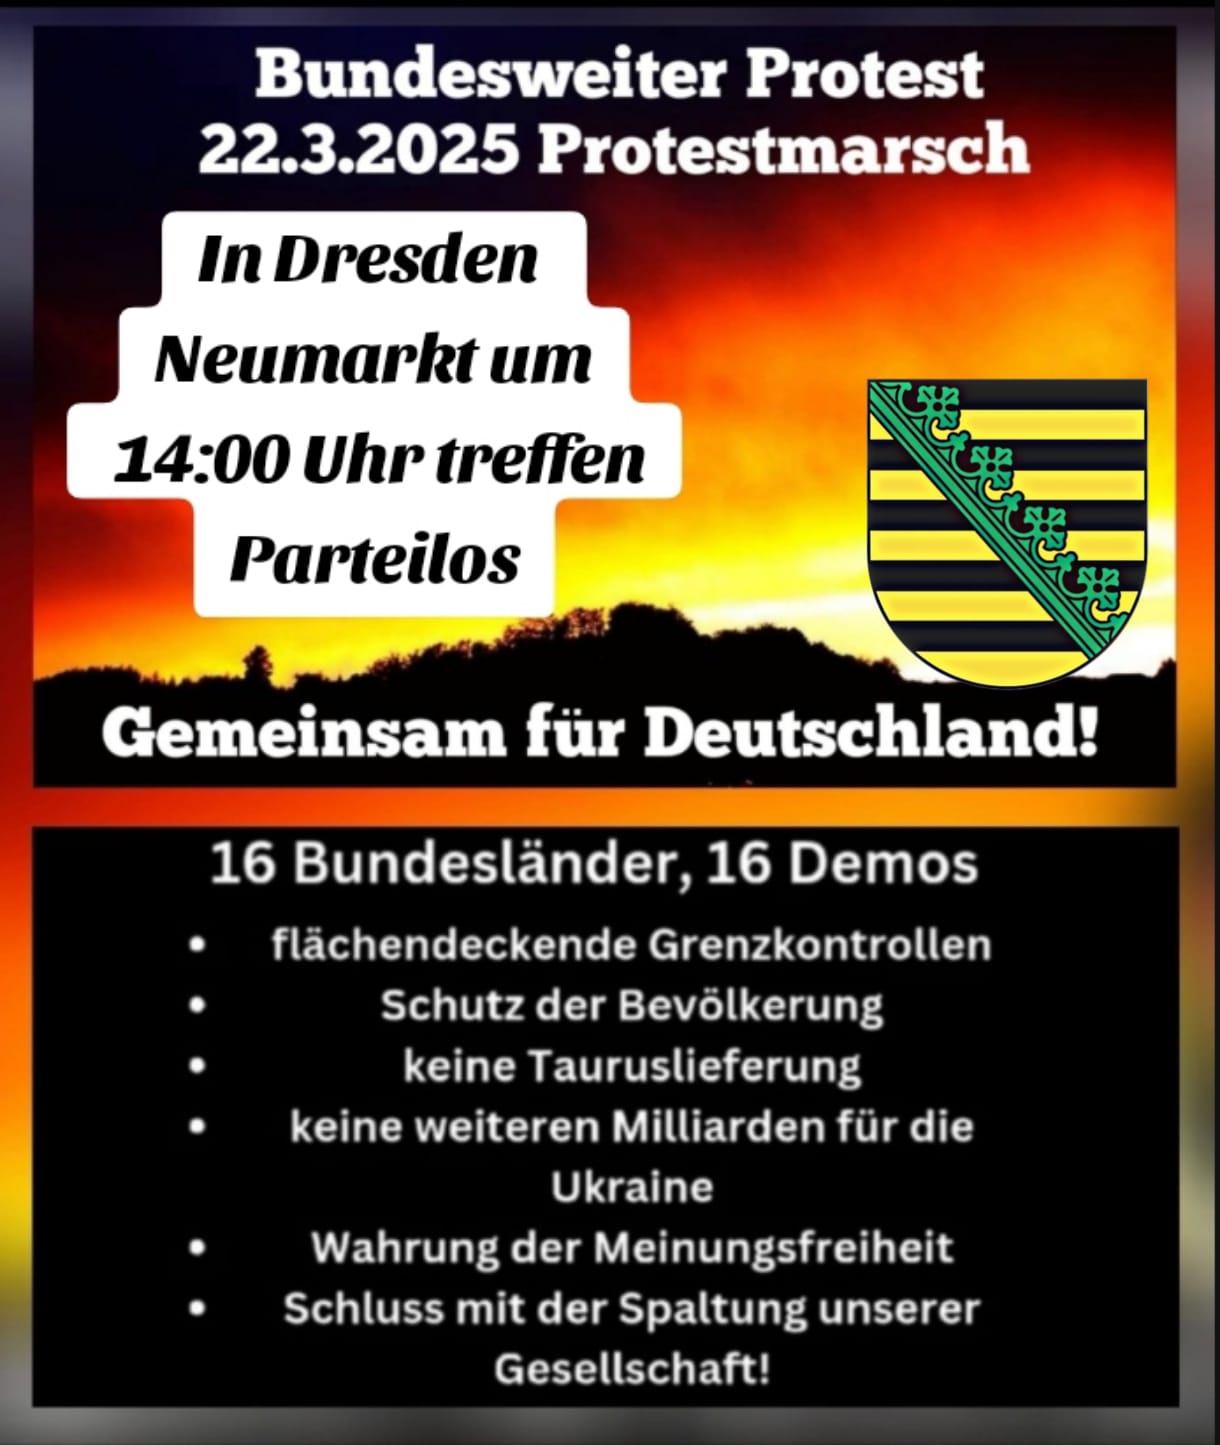 Bundesweiter Protest
22.3.2025 Protestmarsch
In Dresden
Neumarkt um
14:00 Uhr treffen
Parteilos
Gemeinsam für Deutschland!
16 Bundesländer, 16 Demos
• flächendeckende Grenzkontrollen
• Schutz der Bevölkerung
• keine Tauruslieferung
• keine weiteren Milliarden für die
Ukraine
• Wahrung der Meinungsfreiheit
• Schluss mit der Spaltung unserer
Gesellschaft!